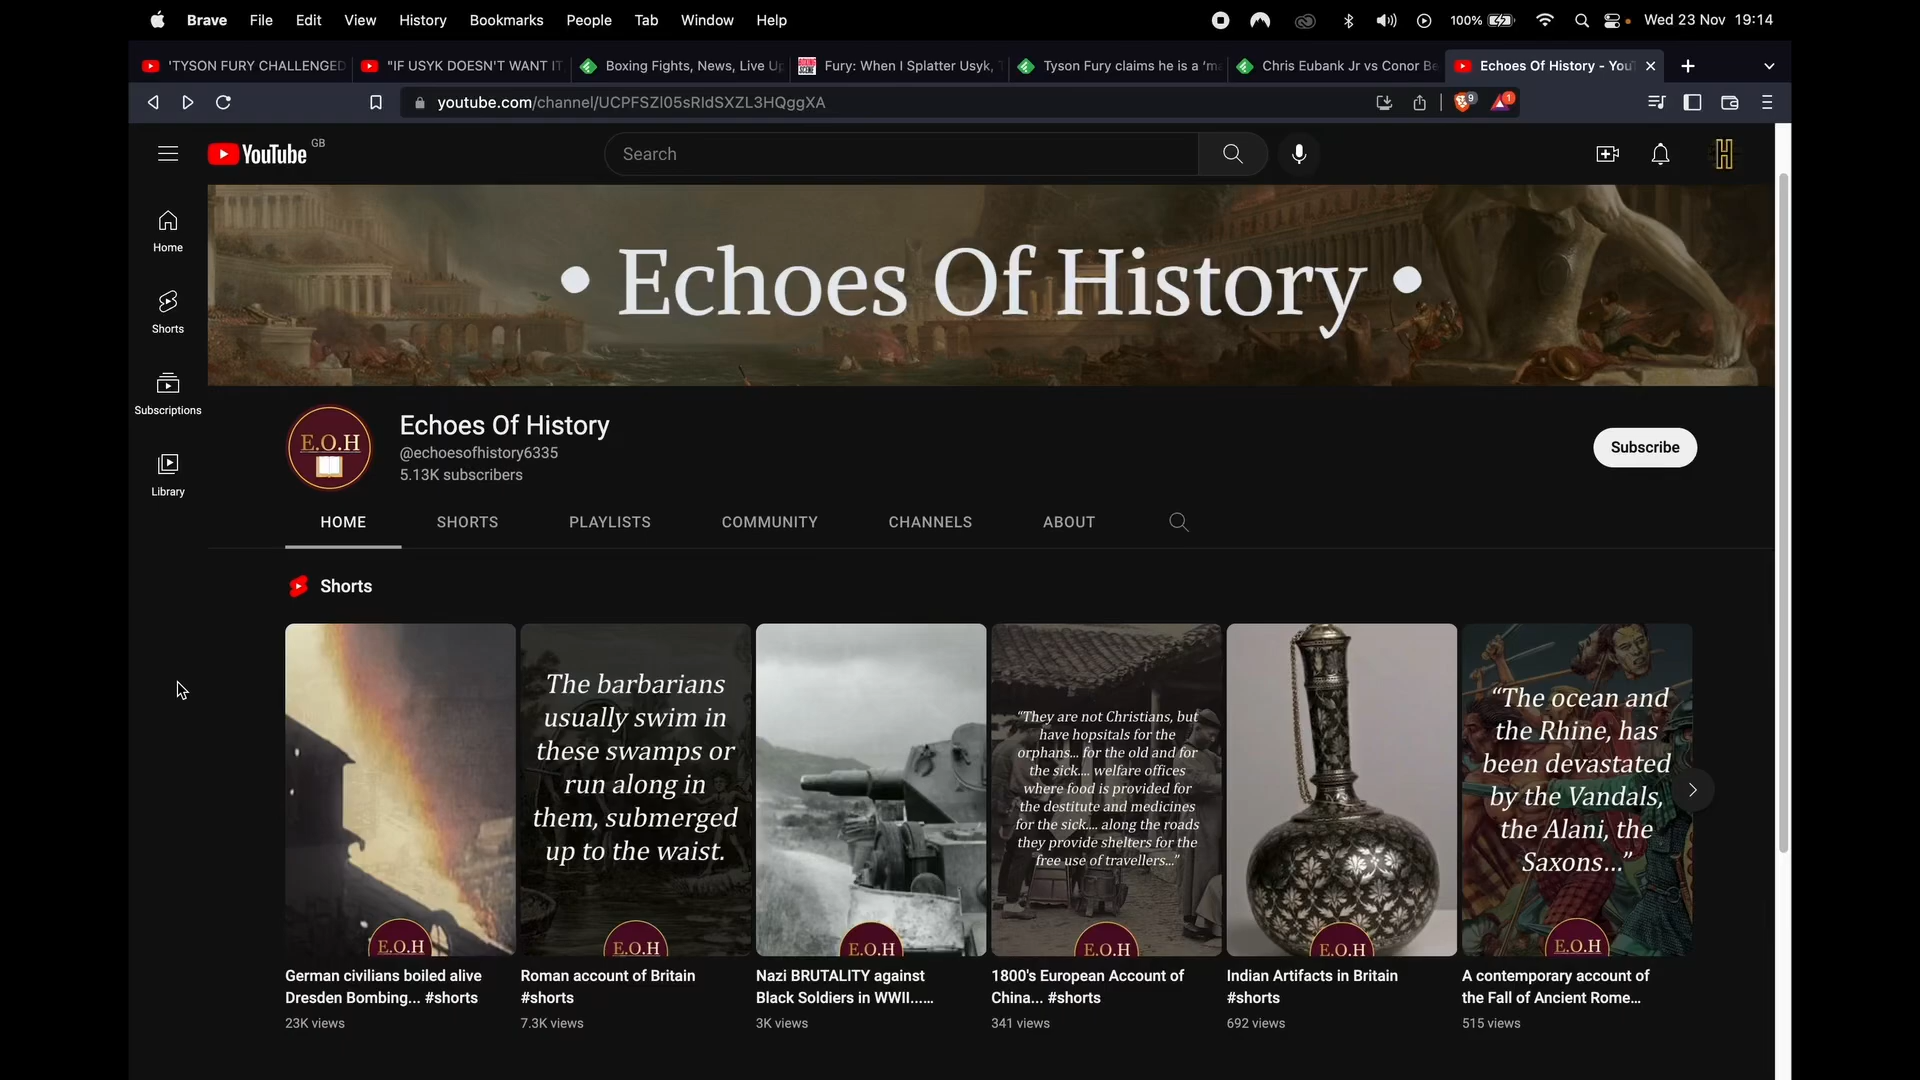 Brave File Edit View History Bookmarks People Tab Window Help 100% Wed 23 Nov 19:14
'TYSON FURY CHALLENGED "IF USYK DOESN'T WANT IT Boxing Fights, News, Live Up Fury: When I Splatter Usyk, Tyson Fury claims he is a 'ma Chris Eubank Jr vs Conor Be Echoes Of History - You
youtube.com/channel/UCPFSZl05sRldSXZL3HQggXA 9 1
YouTube GB
Search
Home
Shorts
Subscriptions
Library
• Echoes Of History •
E.O.H
Echoes Of History
@echoesofhistory6335
5.13K subscribers
Subscribe
HOME SHORTS PLAYLISTS COMMUNITY CHANNELS ABOUT
Shorts
E.O.H
German civilians boiled alive
Dresden Bombing... #shorts
23K views
The barbarians
usually swim in
these swamps or
run along in
them, submerged
up to the waist.
E.O.H
Roman account of Britain
#shorts
7.3K views
E.O.H
Nazi BRUTALITY against
Black Soldiers in WWII......
3K views
"They are not Christians, but
have hopsitals for the
orphans... for the old and for
the sick.... welfare offices
where food is provided for
the destitute and medicines
for the sick.... along the roads
they provide shelters for the
free use of travellers..."
E.O.H
1800's European Account of
China... #shorts
341 views
E.O.H
Indian Artifacts in Britain
#shorts
692 views
"The ocean and
the Rhine, has
been devastated
by the Vandals,
the Alani, the
Saxons..."
E.O.H
A contemporary account of
the Fall of Ancient Rome...
515 views